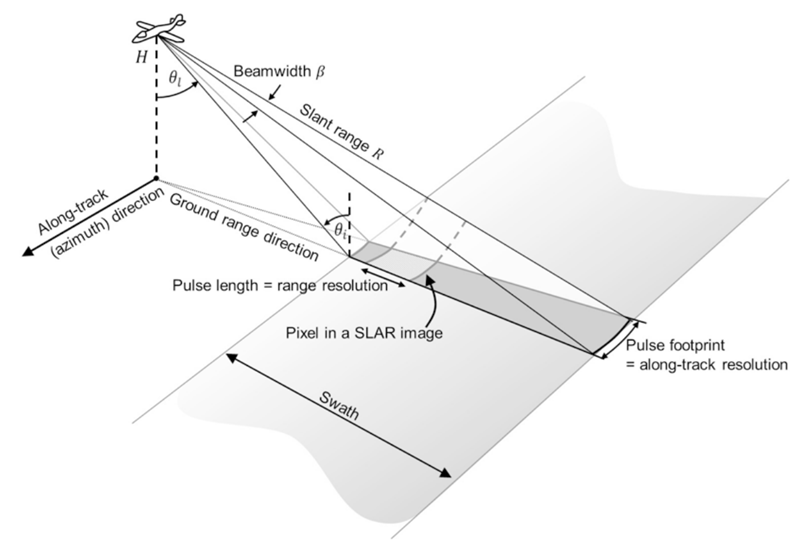 H
θl
Beamwidth β
Slant range R
Along-track
(azimuth) direction
Ground range direction
θi
Pulse length = range resolution
Pixel in a SLAR image
Pulse footprint
= along-track resolution
Swath